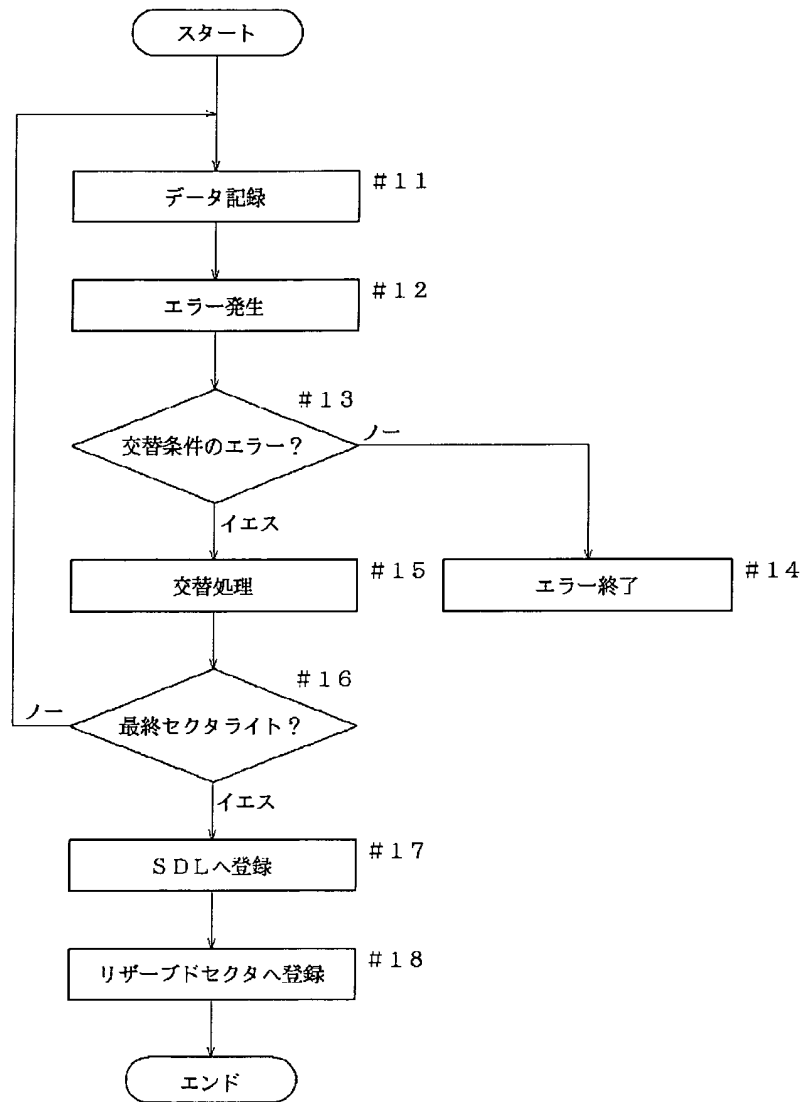 スタート
データ記録
#11
エラー発生
#12
#13
交替条件のエラー?
ノー
イエス
交替処理
#15
エラー終了
#14
#16
ノー
最終セクタライト?
イエス
SDLへ登録
#17
リザーブドセクタへ登録
#18
エンド